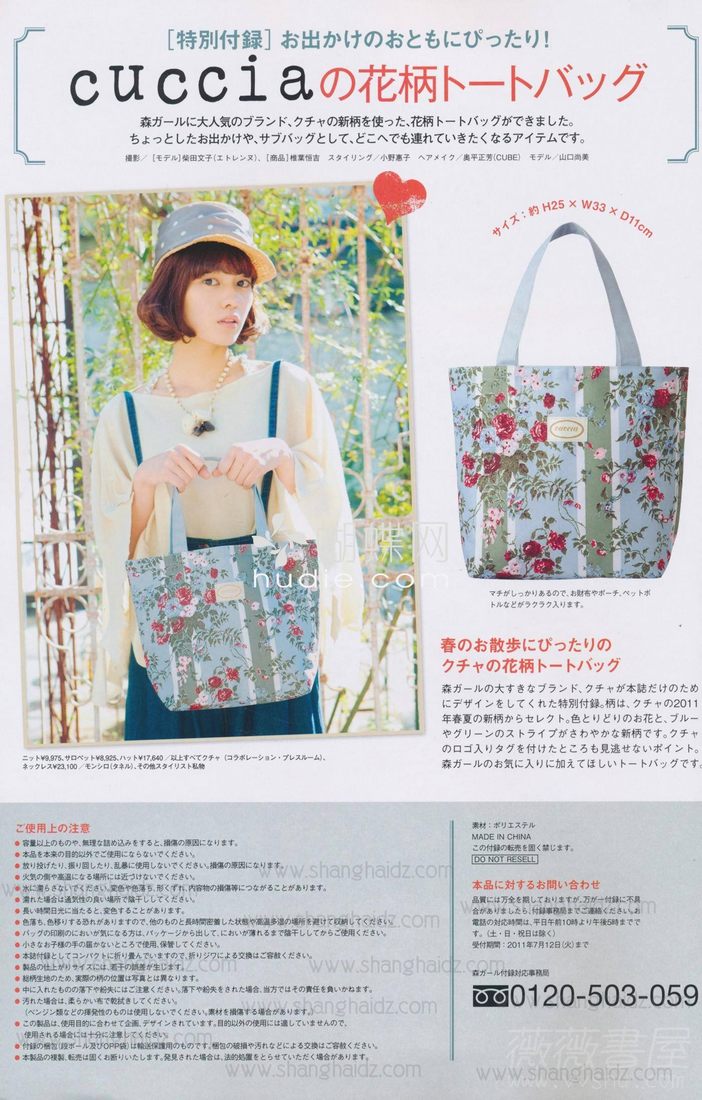 [特別付録] お出かけのおともにぴったり!
cucciaの花柄トートバッグ
森ガールに大人気のブランド、クチャの新柄を使った、花柄トートバッグができました。
ちょっとしたお出かけや、サブバッグとして、どこへでも連れていきたくなるアイテムです。
撮影/[モデル]柴田文子(エトレンヌ)、[商品]椎葉恒吉 スタイリング/小野惠子 ヘアメイク/奥平正芳(CUBE) モデル/山口尚美
サイズ:約 H25 × W33 × D11cm
cuccia
蝴蝶网
hudie.com
マチがしっかりあるので、お財布やポーチ、ペットボ
トルなどがラクラク入ります。
春のお散歩にぴったりの
クチャの花柄トートバッグ
森ガールの大すきなブランド、クチャが本誌だけのため
にデザインをしてくれた特別付録。柄は、クチャの2011
年春夏の新柄からセレクト。色とりどりのお花と、ブルー
やグリーンのストライプがさわやかな新柄です。クチャ
のロゴ入りタグを付けたところも見逃せないポイント。
森ガールのお気に入りに加えてほしいトートバッグです。
ニット¥9,975、サロペット¥8,925、ハット¥17,640/以上すべてクチャ(コラボレーション・プレスルーム)、
ネックレス¥23,100/モンシロ(タネル)、その他スタイリスト私物
ご使用上の注意
● 容量以上のものや、無理な詰め込みをすると、損傷の原因になります。
● 本品を本来の目的以外でご使用にならないでください。
● 放り投げたり、振り回したり、乱暴に使用しないでください。損傷の原因になります。
● 火気の側や高温になる場所には近づけないでください。
● 水に濡らさないでください。変色や色落ち、形くずれ、内容物の損傷等につながることがあります。
● 濡れた場合は通気性の良い場所で陰干ししてください。
● 長い時間日光に当たると、変色することがあります。
● 色落ち、色移りする恐れがありますので、他のものと長時間密着した状態や高温多湿の場所を避けて収納してください。
● バッグの印刷のにおいが気になる方は、パッケージから出して、においが薄れるまで陰干ししてからご使用ください。
● 小さなお子様の手の届かないところで使用、保管してください。
● 本誌付録としてコンパクトに折り畳んでいますので、折りジワによる交換はご容赦ください。
● 製品の仕上がりサイズには、若干の誤差が生じます。
● 総柄生地のため、実際の柄の位置は写真とは異なります。
● 中に入れたものの落下や紛失にはご注意ください。落下や紛失をされた場合、当方ではその責任を負いかねます。
● 汚れた場合は、柔らかい布で乾拭きしてください。
(ベンジン類などの揮発性のものは使用しないでください。素材を損傷する場合があります。)
● この製品は、使用目的に合わせて企画、デザインされています。目的以外の使用には適していませんので、
使用される場合には十分に注意してください。
● 付録の梱包(段ボール及びOPP袋)は輸送保護用のものです。梱包の破損や汚れなどによる交換はご容赦ください。
● 本製品の複製、転売は固くお断りいたします。発見された場合は、法的処置をとらせていただく場合があります。
素材:ポリエステル
MADE IN CHINA
この付録の転売を固く禁じます。
DO NOT RESELL
本品に対するお問い合わせ
品質には万全を期しておりますが、万が一付録に不具
合がありましたら、付録事務局までご連絡ください。お
電話の対応時間は、平日午前10時より午後5時までで
す。(土・日・祝日は除く)
受付期間:2011年7月12日(火)まで
森ガール付録対応事務局
0120-503-059
www.shanghaidz.com
www.shanghaidz.com
www.shanghaidz.com
www.shanghaidz.com
www.shanghaidz.com
www.shanghaidz.com